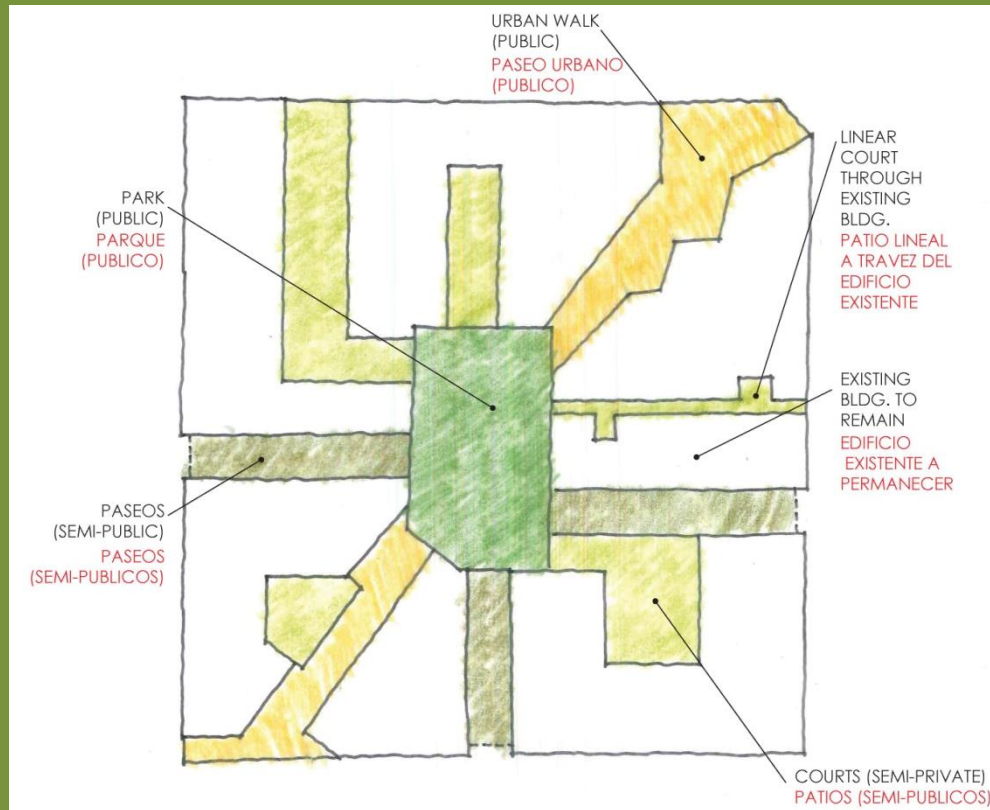 URBAN WALK
(PUBLIC)
PASEO URBANO
(PUBLICO)
LINEAR
COURT
THROUGH
EXISTING
BLDG.
PATIO LINEAL
A TRAVEZ DEL
EDIFICIO
EXISTENTE
PARK
(PUBLIC)
PARQUE
(PUBLICO)
EXISTING
BLDG. TO
REMAIN
EDIFICIO
EXISTENTE A
PERMANECER
PASEOS
(SEMI-PUBLIC)
PASEOS
(SEMI-PUBLICOS)
COURTS (SEMI-PRIVATE)
PATIOS (SEMI-PUBLICOS)